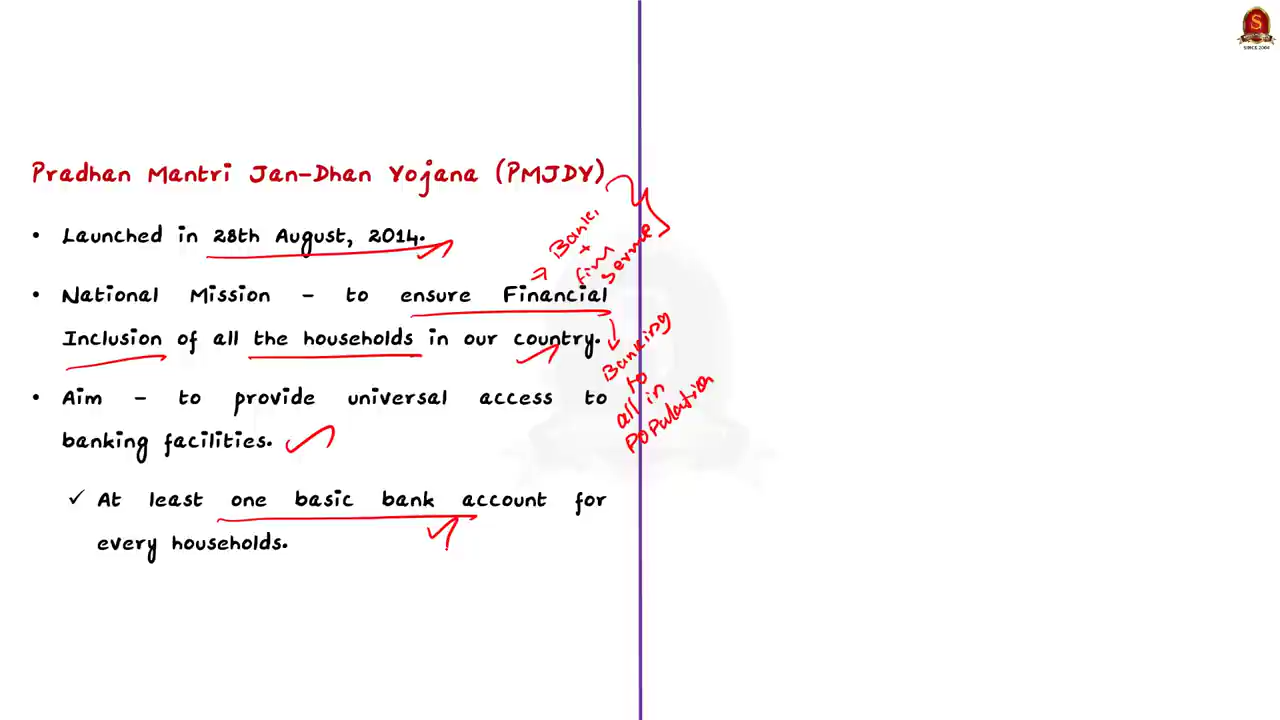 S
SINCE 2004
Pradhan Mantri Jan-Dhan Yojana (PMJDY)
• Launched in 28th August, 2014.
⇒ Bank.
+
fin
Service
• National Mission - to ensure Financial
Inclusion of all the households in our country.
Banking
to
all in
Population
• Aim - to provide universal access to
banking facilities.
✓ At least one basic bank account for
every households.